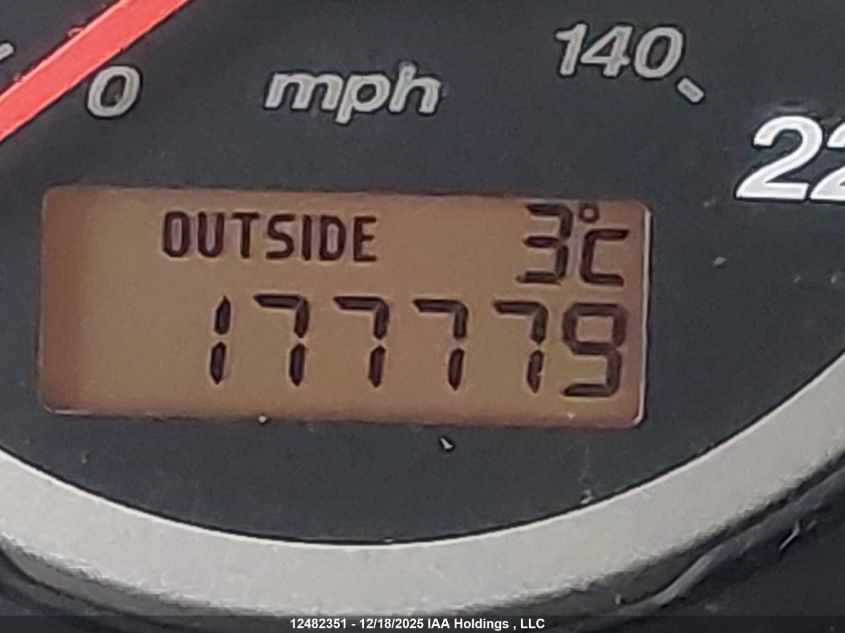 0 mph 140
22
OUTSIDE 3°C
177779
12482351 - 12/18/2025 IAA Holdings , LLC